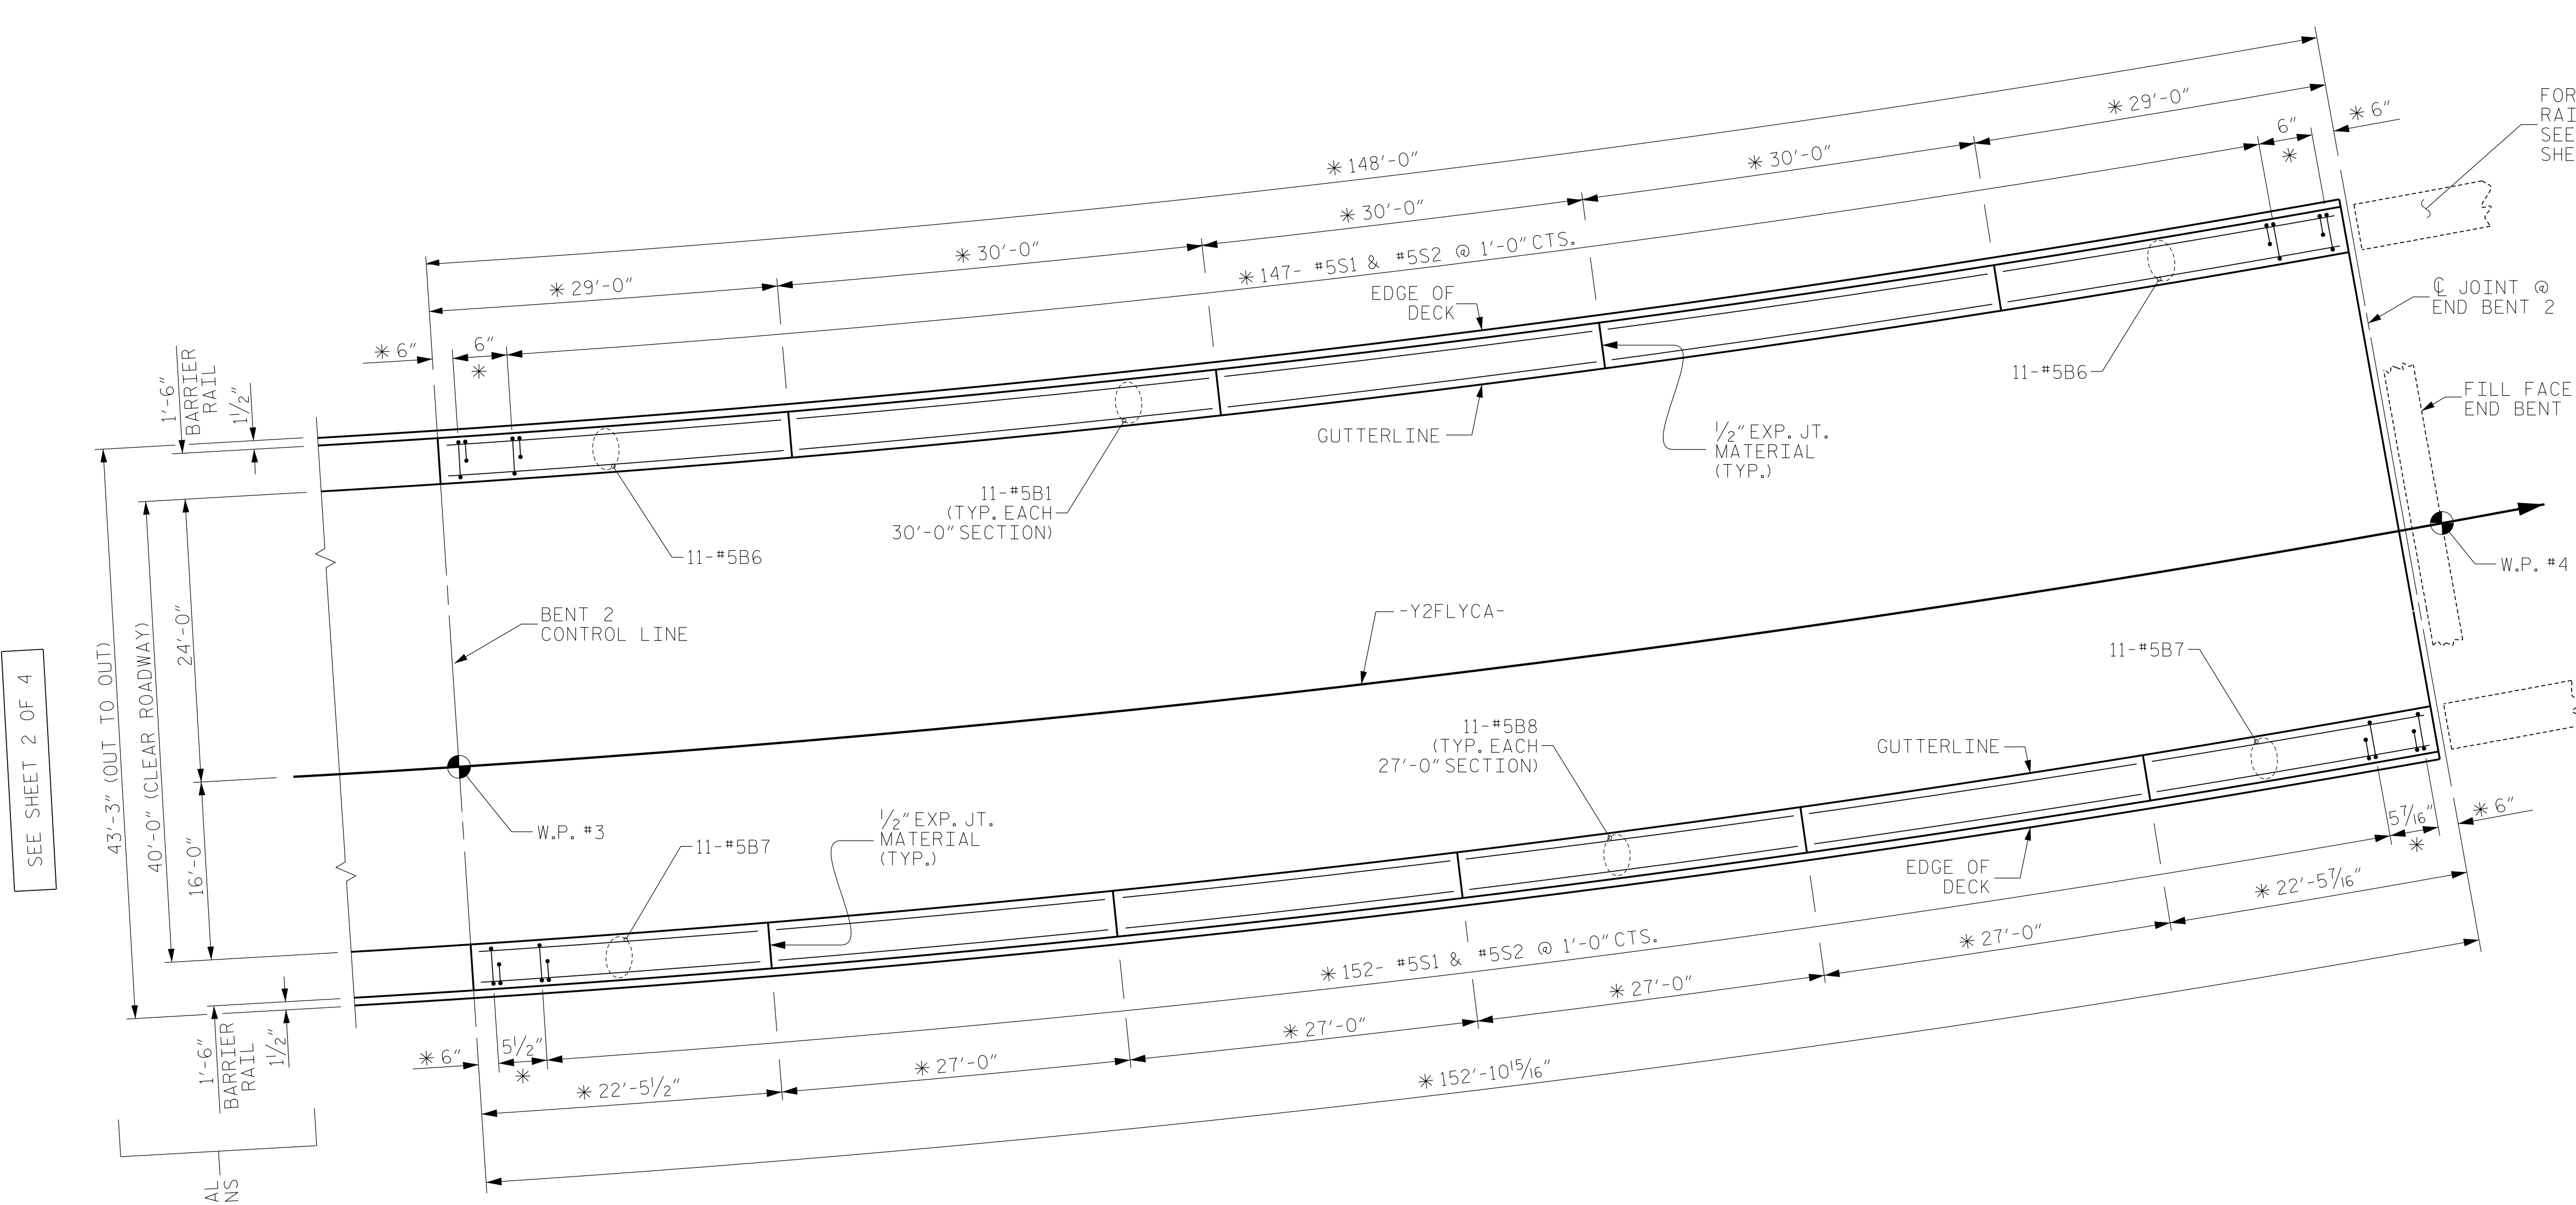 ✳ 148'-0"
✳ 29'-0"
✳ 6"
6"
✳
✳ 30'-0"
✳ 30'-0"
✳ 30'-0"
✳ 29'-0"
✳ 147- #5S1 & #5S2 @ 1'-0" CTS.
✳ 6"
6"
✳
FOR
RAI
SEE
SHE
EDGE OF
DECK
℄ JOINT @
END BENT 2
1'-6"
BARRIER
RAIL
1½"
11-#5B6
GUTTERLINE
½" EXP. JT.
MATERIAL
(TYP.)
FILL FACE
END BENT
11-#5B1
(TYP. EACH
30'-0" SECTION)
11-#5B6
W.P. #4
BENT 2
CONTROL LINE
-Y2FLYCA-
24'-0"
40'-0" (CLEAR ROADWAY)
43'-3" (OUT TO OUT)
16'-0"
SEE SHEET 2 OF 4
11-#5B7
11-#5B8
(TYP. EACH
27'-0" SECTION)
GUTTERLINE
W.P. #3
½" EXP. JT.
MATERIAL
(TYP.)
11-#5B7
EDGE OF
DECK
5⁷⁄₁₆"
✳
✳ 6"
✳ 22'-5⁷⁄₁₆"
✳ 27'-0"
✳ 152- #5S1 & #5S2 @ 1'-0" CTS.
✳ 27'-0"
✳ 27'-0"
✳ 27'-0"
1'-6"
BARRIER
RAIL
1½"
✳ 6"
5½"
✳
✳ 22'-5½"
✳ 152'-10¹⁵⁄₁₆"
AL
NS